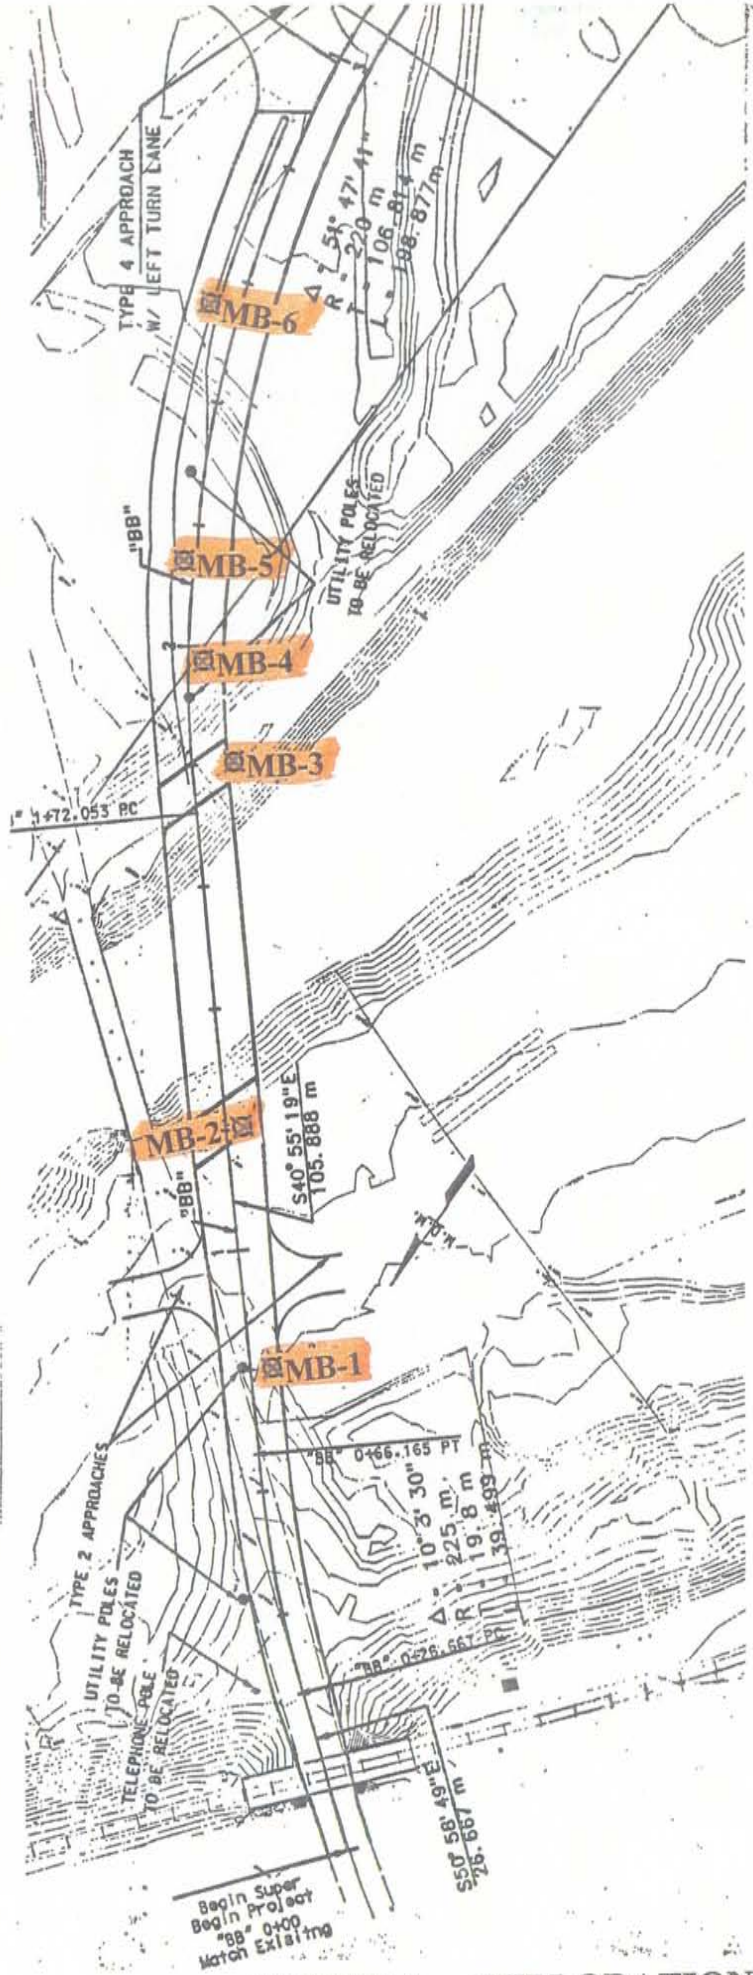 TYPE 4 APPROACH
W/ LEFT TURN LANE
Δ = 51° 47' 41"
R = 220 m
T = 106.814 m
L = 198.877m
MB-6
"BB"
MB-5
UTILITY POLES
TO BE RELOCATED
2
MB-4
MB-3
1+72.053 PC
MB-2
"BB"
S40° 55' 19"E
105.888 m
MB-1
"BB" 0+66.165 PT
TYPE 2 APPROACHES
UTILITY POLES
TO BE RELOCATED
TELEPHONE POLE
TO BE RELOCATED
Δ = 10° 3' 30"
R = 225 m
T = 19.8 m
L = 39.499 m
"BB" 0+26.667 PC
S50° 58' 49"E
26.667 m
Begin Super
Begin Project
"BB" 0+00
Match Exisitng